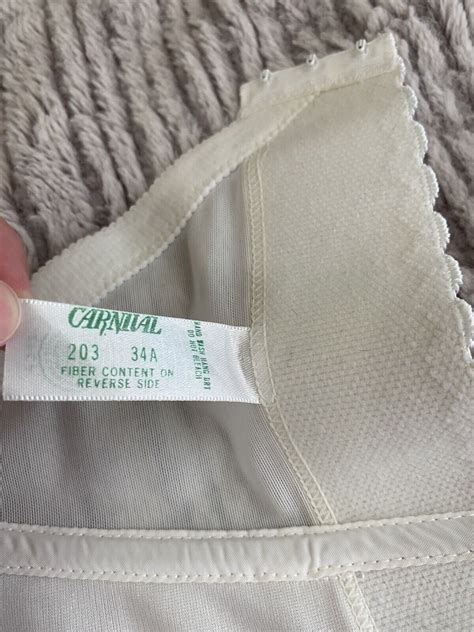 CARNIVAL
203 34A
FIBER CONTENT ON
REVERSE SIDE
HAND WASH HANG DRY
DO NOT BLEACH